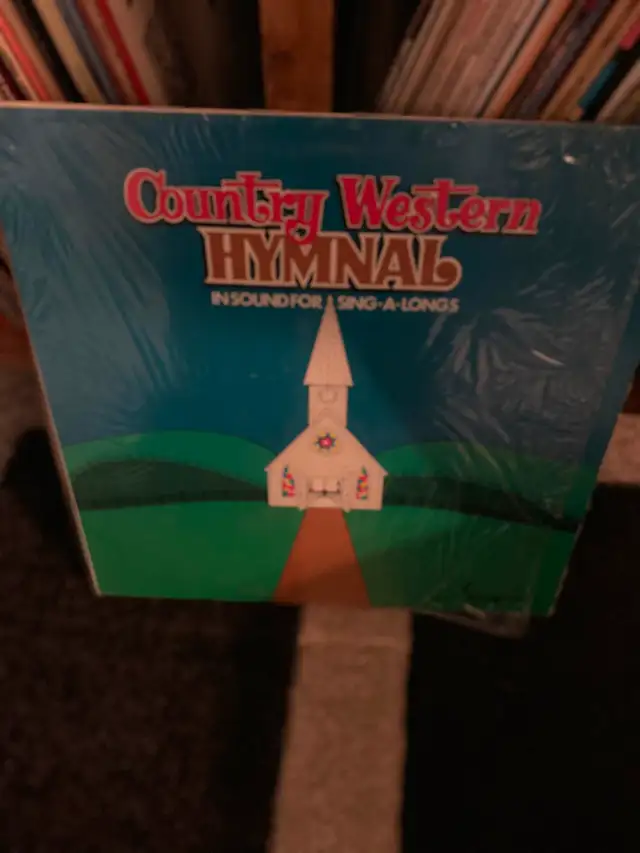 Country Western
HYMNAL
IN SOUND FOR SING-A-LONGS